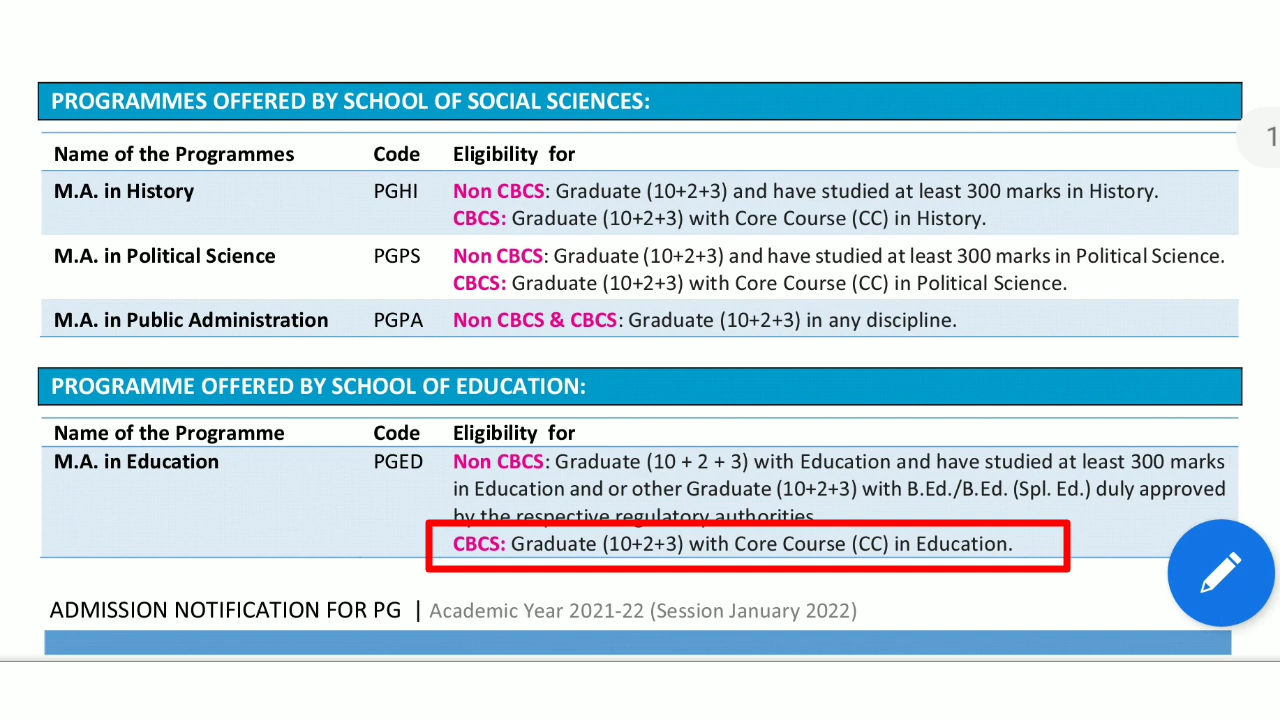 PROGRAMMES OFFERED BY SCHOOL OF SOCIAL SCIENCES:
1
Name of the Programmes Code Eligibility for
M.A. in History PGHI Non CBCS: Graduate (10+2+3) and have studied at least 300 marks in History.
CBCS: Graduate (10+2+3) with Core Course (CC) in History.
M.A. in Political Science PGPS Non CBCS: Graduate (10+2+3) and have studied at least 300 marks in Political Science.
CBCS: Graduate (10+2+3) with Core Course (CC) in Political Science.
M.A. in Public Administration PGPA Non CBCS & CBCS: Graduate (10+2+3) in any discipline.
PROGRAMME OFFERED BY SCHOOL OF EDUCATION:
Name of the Programme Code Eligibility for
M.A. in Education PGED Non CBCS: Graduate (10 + 2 + 3) with Education and have studied at least 300 marks
in Education and or other Graduate (10+2+3) with B.Ed./B.Ed. (Spl. Ed.) duly approved
by the respective regulatory authorities.
CBCS: Graduate (10+2+3) with Core Course (CC) in Education.
ADMISSION NOTIFICATION FOR PG | Academic Year 2021-22 (Session January 2022)